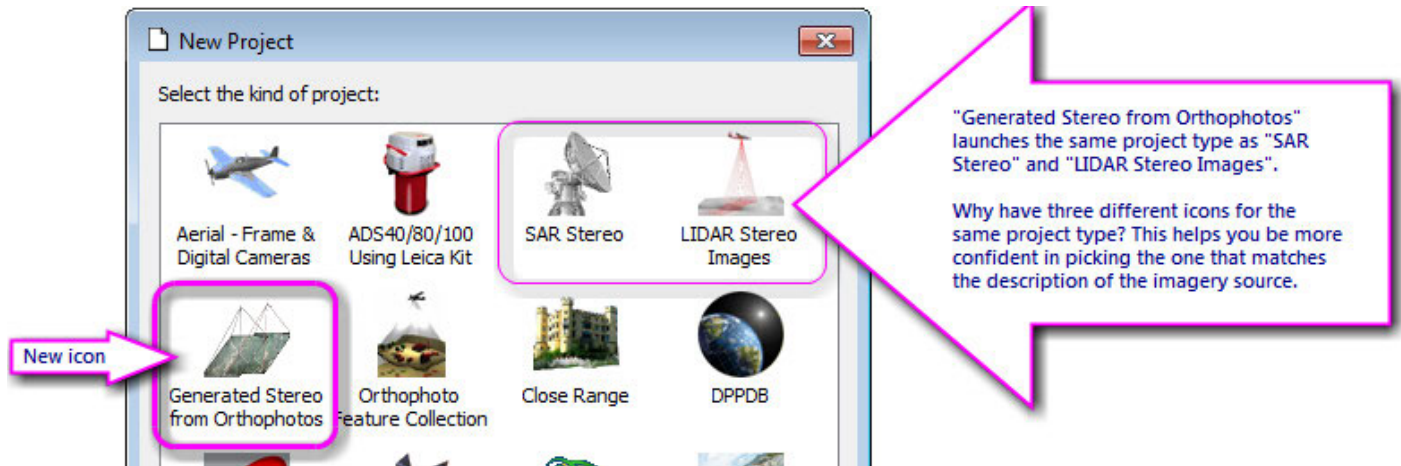 New Project
Select the kind of project:
Aerial - Frame &
Digital Cameras
ADS40/80/100
Using Leica Kit
SAR Stereo
LIDAR Stereo
Images
Generated Stereo
from Orthophotos
Orthophoto
Feature Collection
Close Range
DPPDB
New icon
"Generated Stereo from Orthophotos"
launches the same project type as "SAR
Stereo" and "LIDAR Stereo Images".
Why have three different icons for the
same project type? This helps you be more
confident in picking the one that matches
the description of the imagery source.